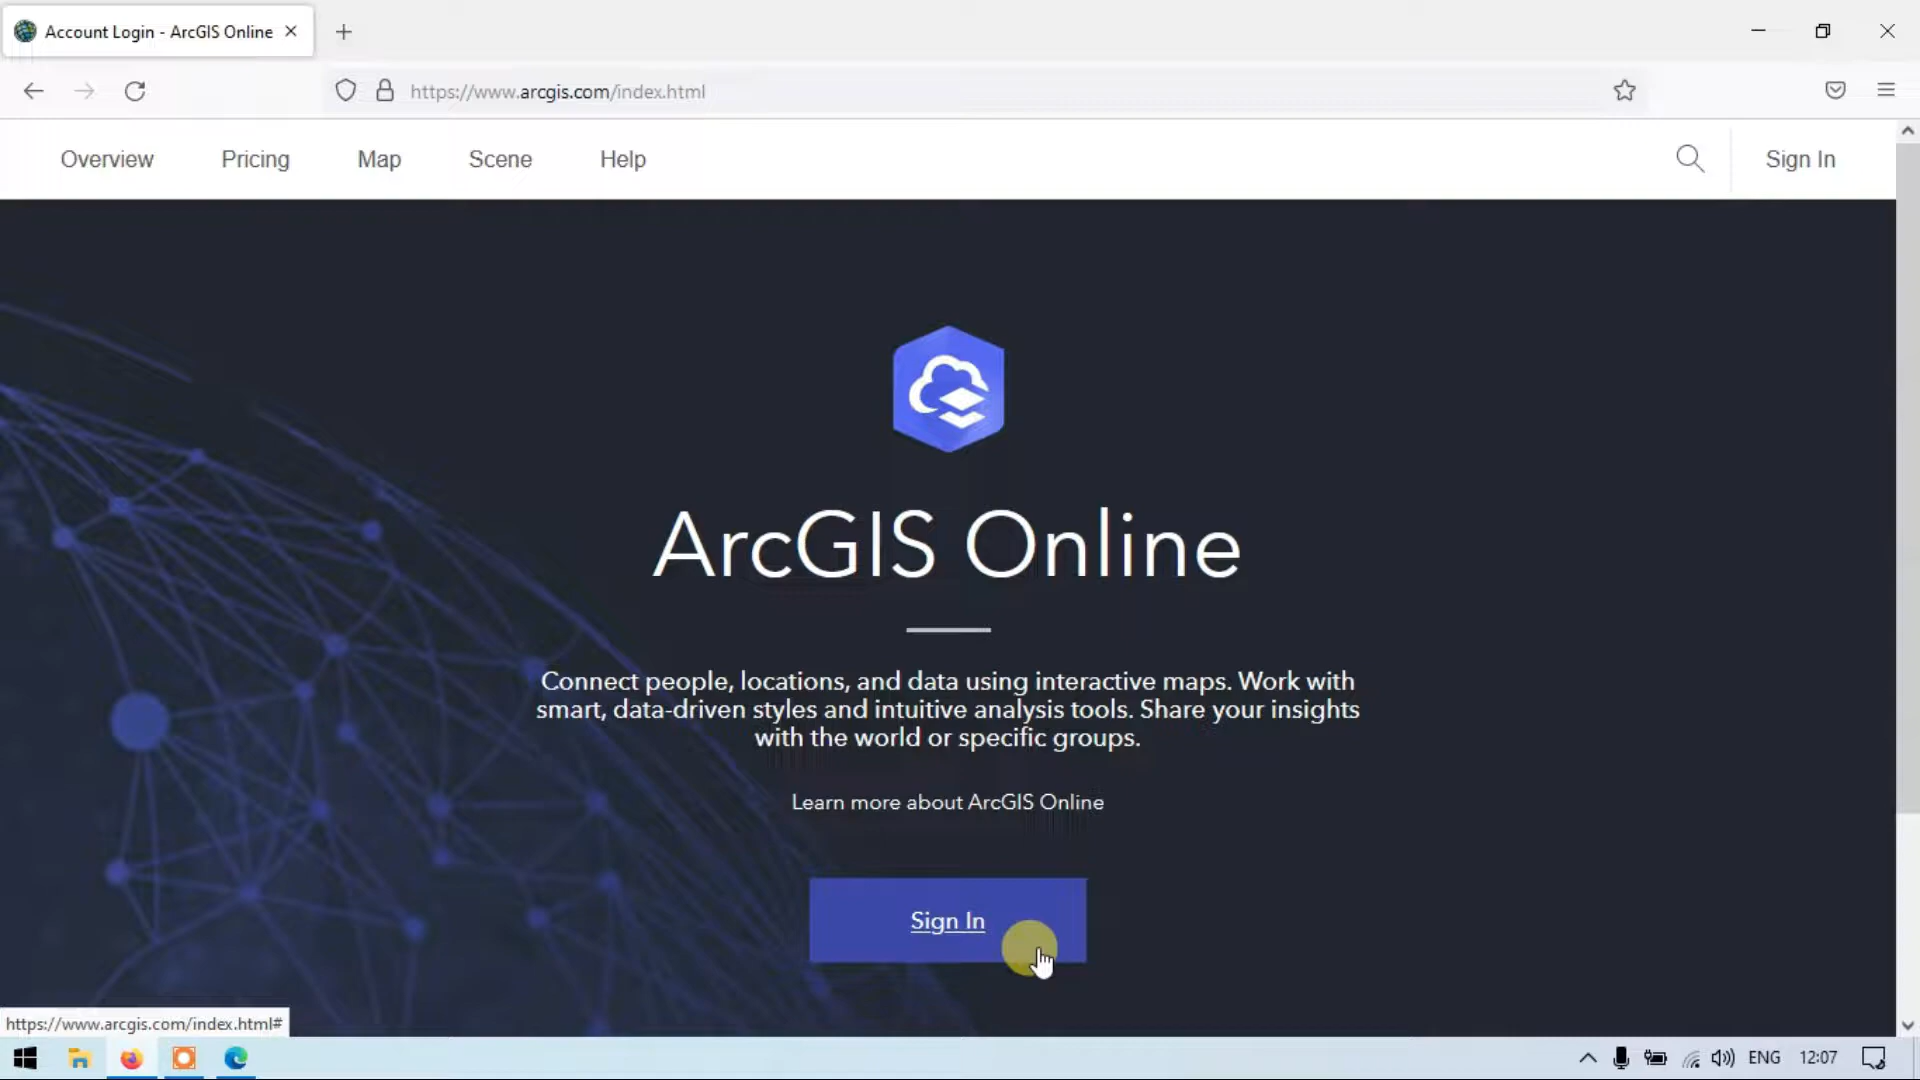 Account Login - ArcGIS Online
https://www.arcgis.com/index.html
Overview Pricing Map Scene Help Sign In
ArcGIS Online
Connect people, locations, and data using interactive maps. Work with
smart, data-driven styles and intuitive analysis tools. Share your insights
with the world or specific groups.
Learn more about ArcGIS Online
Sign In
https://www.arcgis.com/index.html#
ENG 12:07